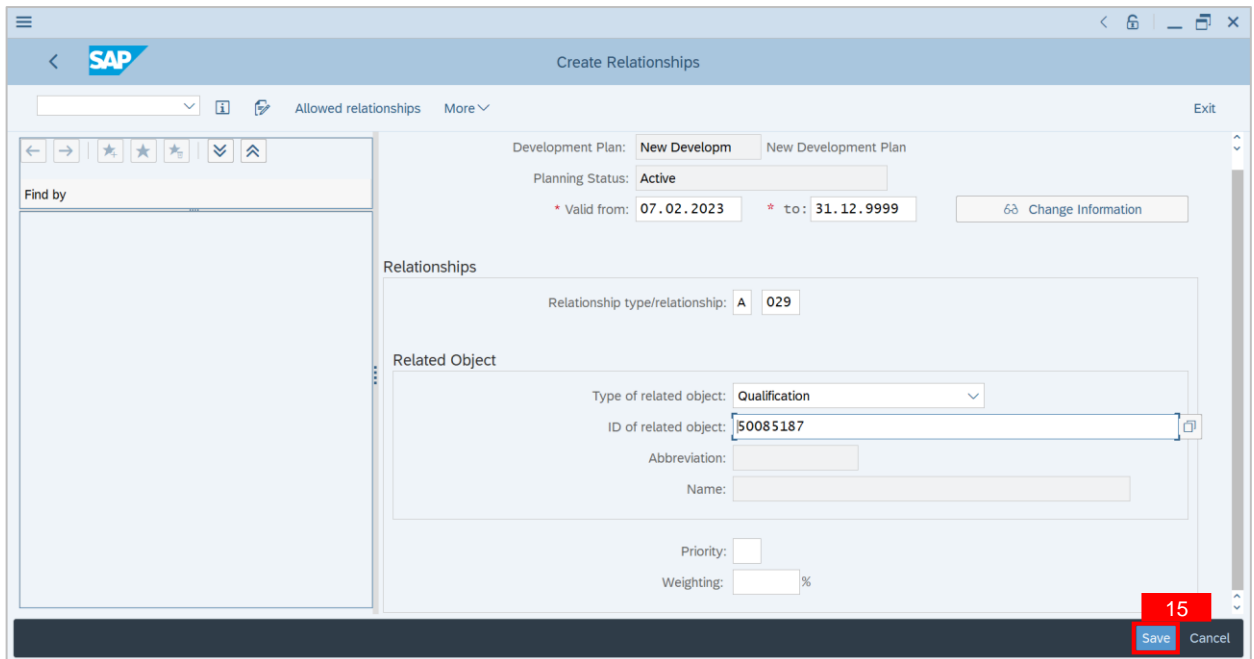 SAP
Create Relationships
Allowed relationships More Exit
Development Plan: New Developm New Development Plan
Find by
Planning Status: Active
* Valid from: 07.02.2023 * to: 31.12.9999 Change Information
Relationships
Relationship type/relationship: A 029
Related Object
Type of related object: Qualification
ID of related object: 50085187
Abbreviation:
Name:
Priority:
Weighting: %
15
Save Cancel